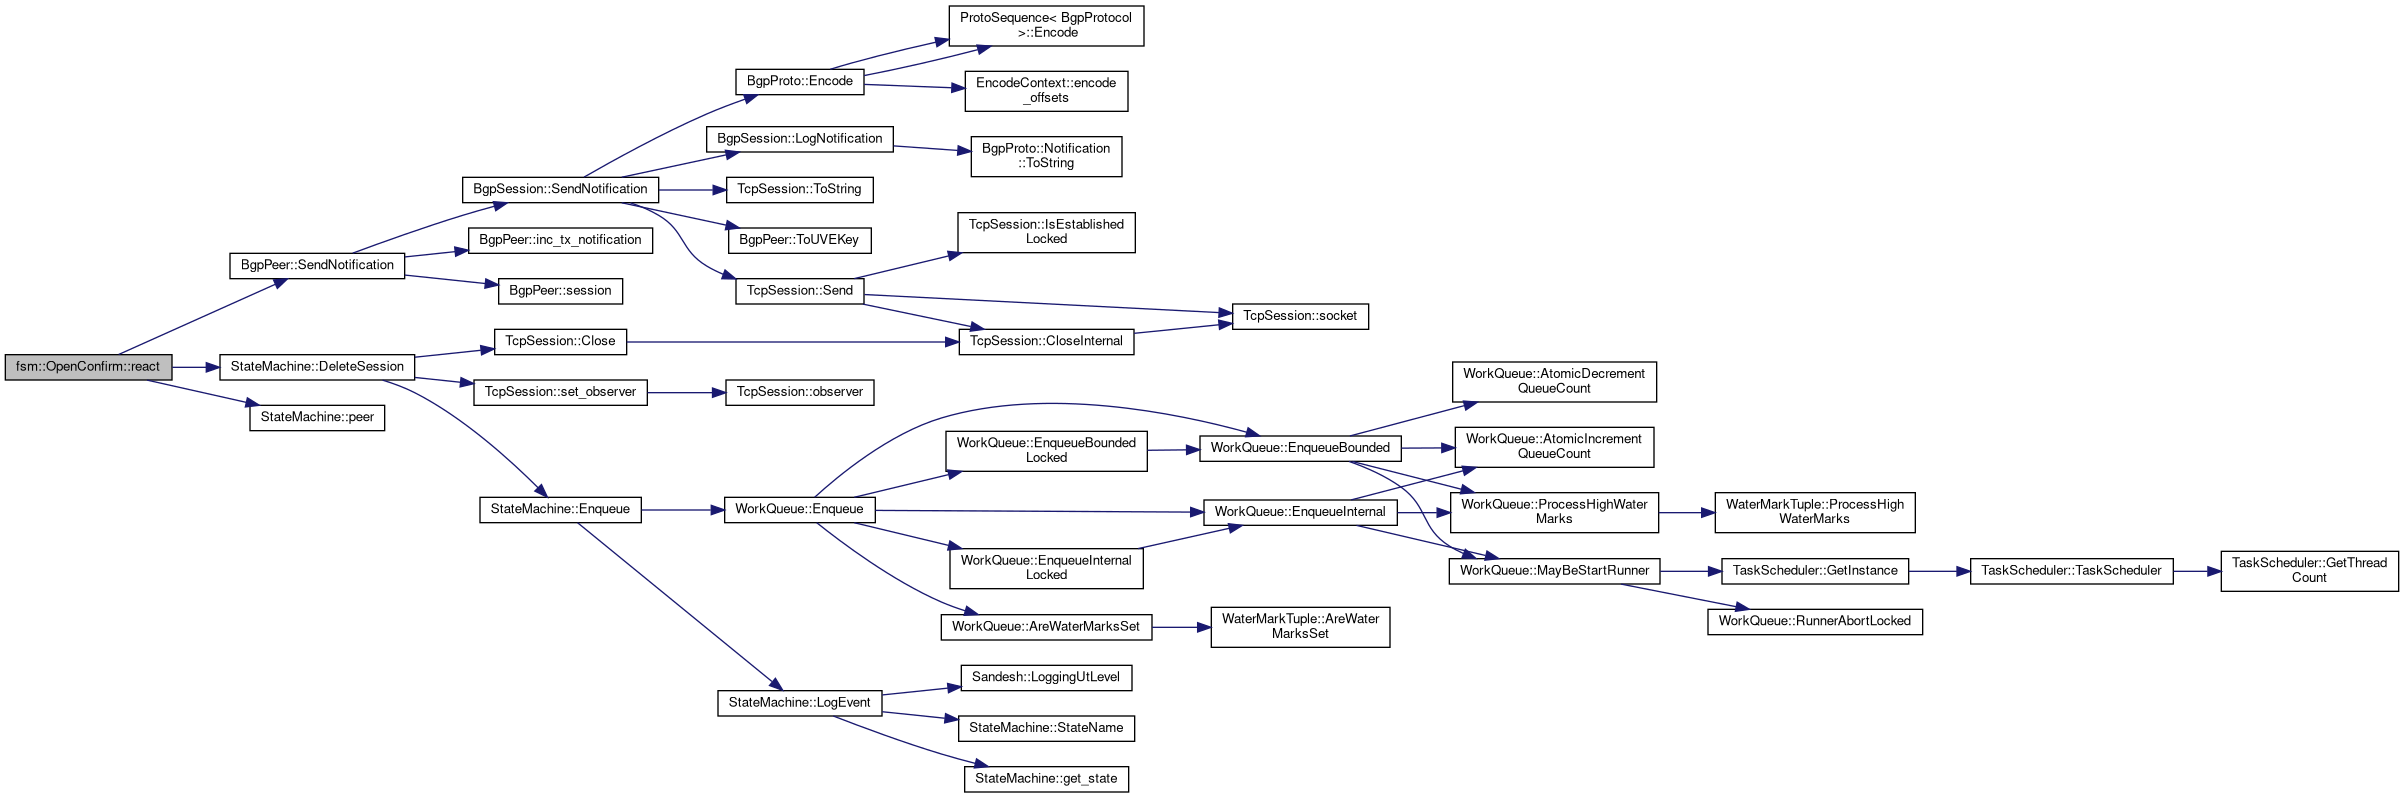 ProtoSequence< BgpProtocol
>::Encode
BgpProto::Encode
EncodeContext::encode
_offsets
BgpSession::LogNotification
BgpProto::Notification
::ToString
BgpSession::SendNotification
TcpSession::ToString
TcpSession::IsEstablished
Locked
BgpPeer::inc_tx_notification
BgpPeer::ToUVEKey
BgpPeer::SendNotification
BgpPeer::session
TcpSession::Send
TcpSession::socket
TcpSession::Close
TcpSession::CloseInternal
fsm::OpenConfirm::react
StateMachine::DeleteSession
WorkQueue::AtomicDecrement
QueueCount
TcpSession::set_observer
TcpSession::observer
StateMachine::peer
WorkQueue::EnqueueBounded
Locked
WorkQueue::EnqueueBounded
WorkQueue::AtomicIncrement
QueueCount
StateMachine::Enqueue
WorkQueue::Enqueue
WorkQueue::EnqueueInternal
WorkQueue::ProcessHighWater
Marks
WaterMarkTuple::ProcessHigh
WaterMarks
WorkQueue::EnqueueInternal
Locked
WorkQueue::MayBeStartRunner
TaskScheduler::GetInstance
TaskScheduler::TaskScheduler
TaskScheduler::GetThread
Count
WorkQueue::AreWaterMarksSet
WaterMarkTuple::AreWater
MarksSet
WorkQueue::RunnerAbortLocked
Sandesh::LoggingUtLevel
StateMachine::LogEvent
StateMachine::StateName
StateMachine::get_state